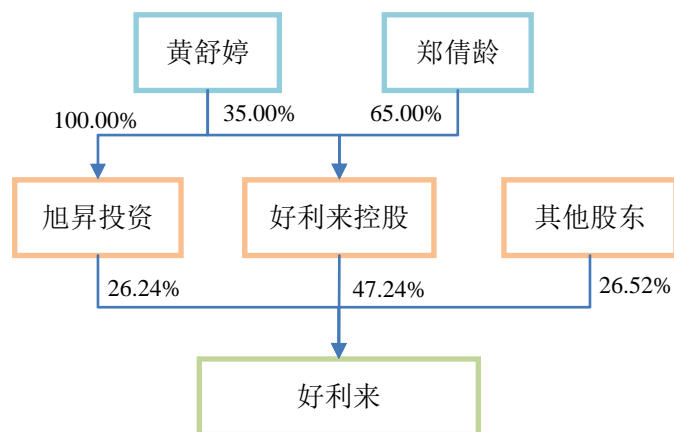 黄舒婷
郑倩龄
100.00%
35.00%
65.00%
旭昇投资
好利来控股
其他股东
26.24%
47.24%
26.52%
好利来